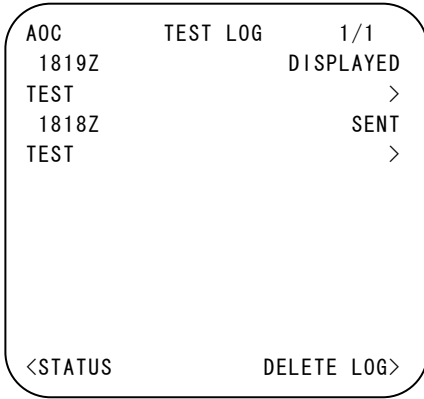 AOC TEST LOG 1/1
1819Z DISPLAYED
TEST >
1818Z SENT
TEST >
<STATUS DELETE LOG>